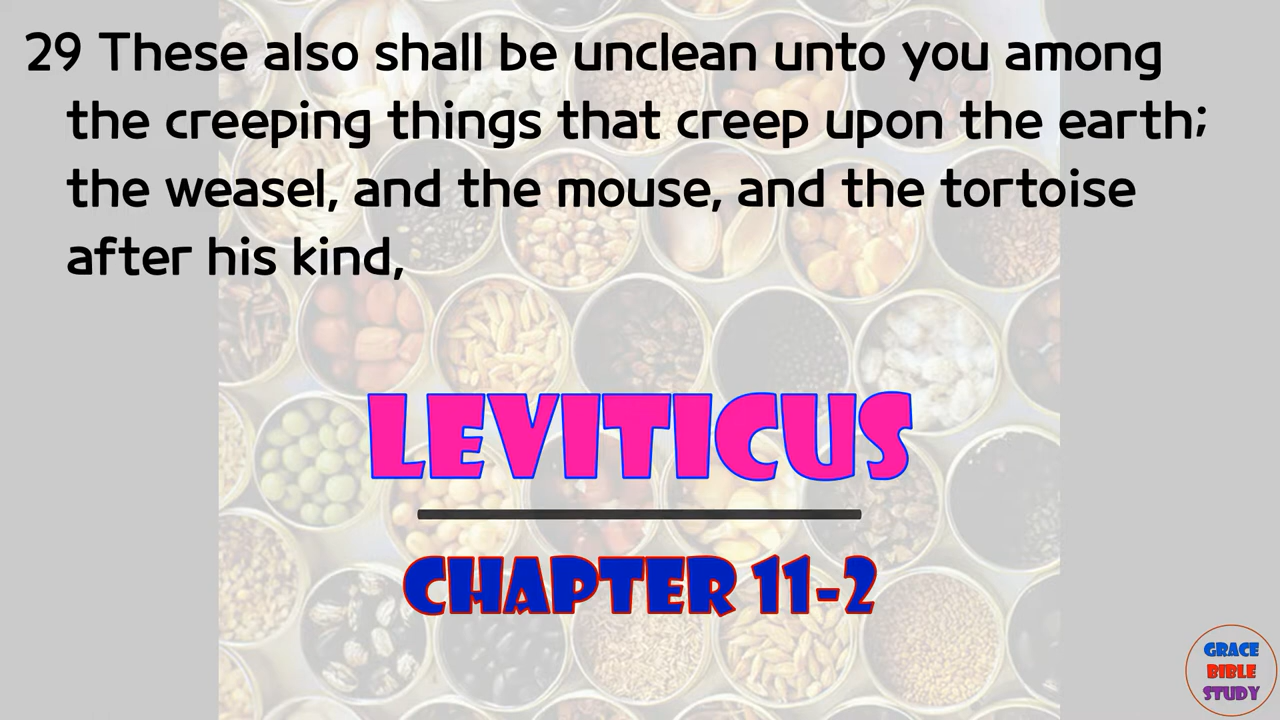 29 These also shall be unclean unto you among
the creeping things that creep upon the earth;
the weasel, and the mouse, and the tortoise
after his kind,
LEVITICUS
CHAPTER 11-2
GRACE
BIBLE
STUDY